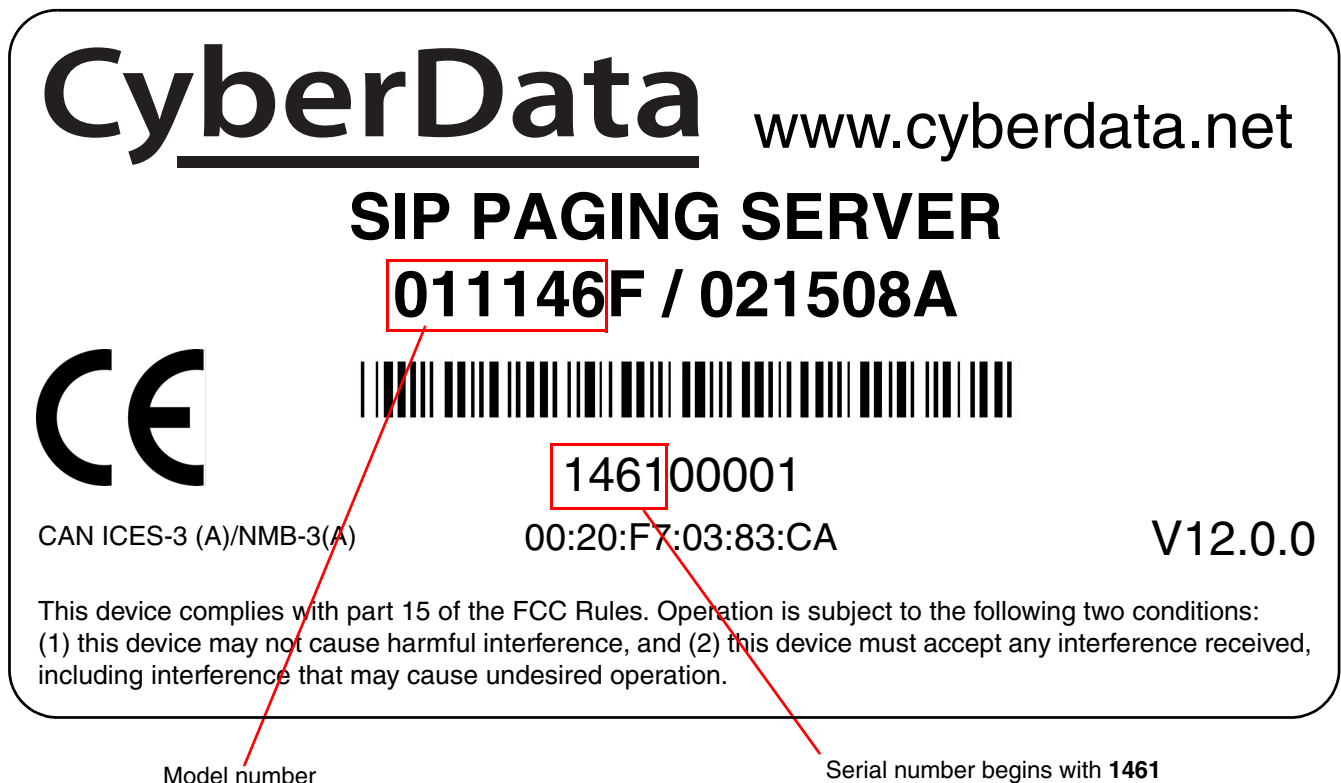 CyberData www.cyberdata.net
SIP PAGING SERVER
011146F / 021508A
CE
146100001
CAN ICES-3 (A)/NMB-3(A) 00:20:F7:03:83:CA V12.0.0
This device complies with part 15 of the FCC Rules. Operation is subject to the following two conditions:
(1) this device may not cause harmful interference, and (2) this device must accept any interference received,
including interference that may cause undesired operation.
Model number Serial number begins with 1461